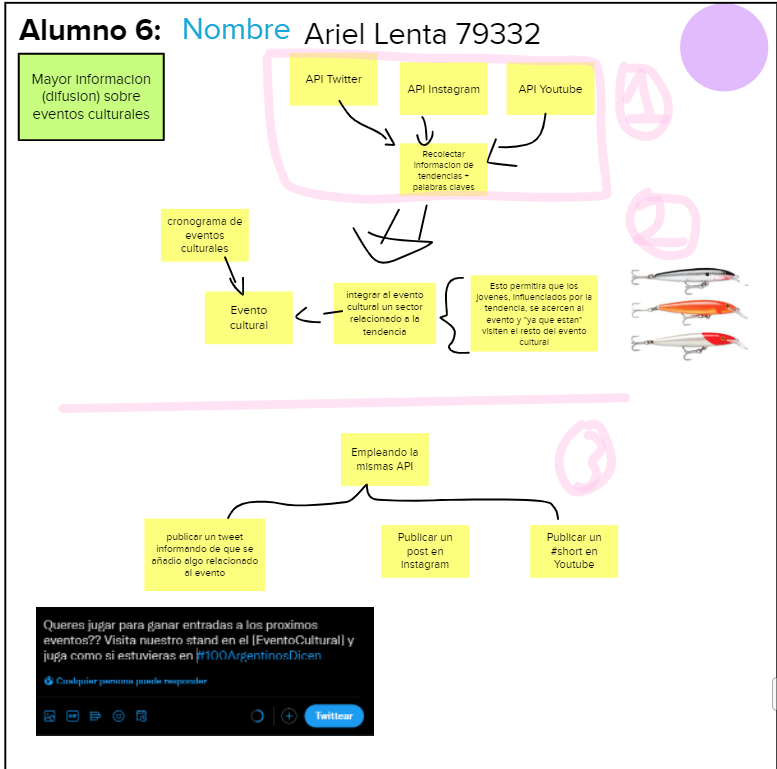 Alumno 6: Nombre Ariel Lenta 79332
Mayor informacion
(difusion) sobre
eventos culturales
API Twitter
API Instagram
API Youtube
1
Recolectar
informacion de
tendencias +
palabras claves
2
cronograma de
eventos
culturales
Evento
cultural
integrar al evento
cultural un sector
relacionado a la
tendencia
Esto permitira que los
jovenes, influenciados por la
tendencia, se acercen al
evento y "ya que estan"
visiten el resto del evento
cultural
3
Empleando la
mismas API
publicar un tweet
informando de que se
añadio algo relacionado
al evento
Publicar un
post en
Instagram
Publicar un
#short en
Youtube
Queres jugar para ganar entradas a los proximos
eventos?? Visita nuestro stand en el [EventoCultural] y
juga como si estuvieras en #100ArgentinosDicen
Cualquier persona puede responder
GIF
Twittear